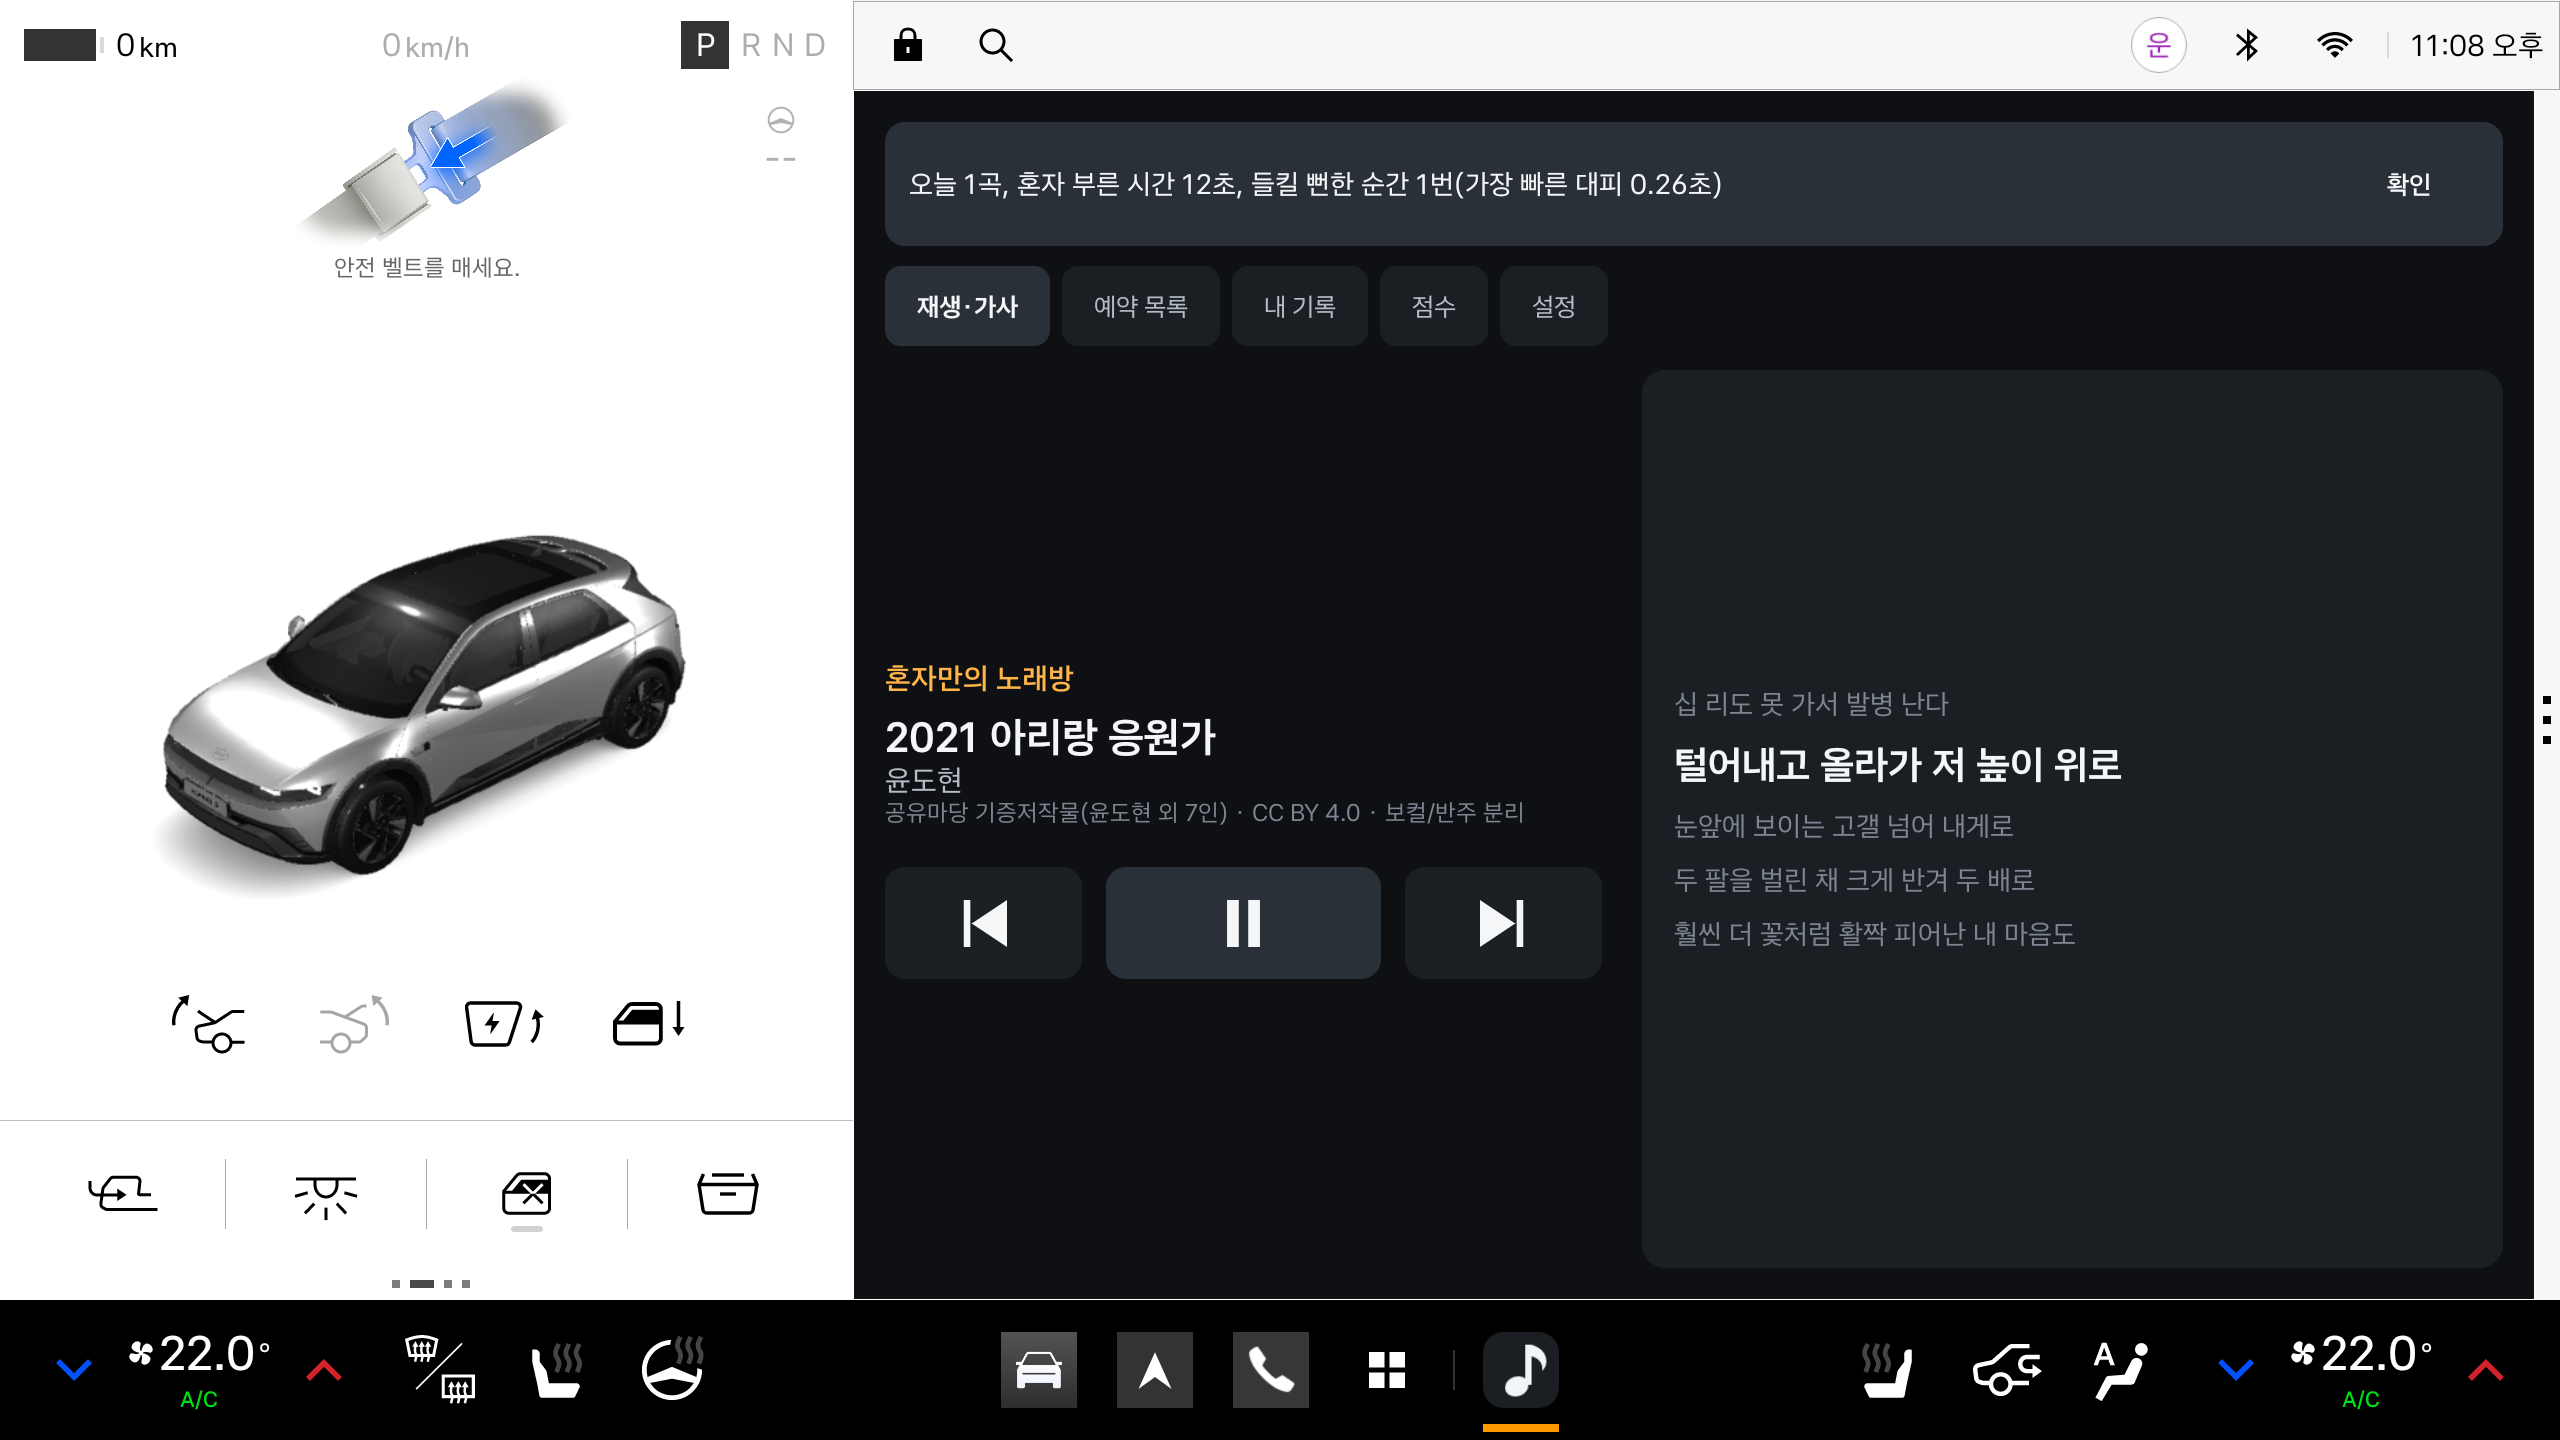 0 km
0 km/h
P R N D
안전 벨트를 매세요.
운
11:08 오후
오늘 1곡, 혼자 부른 시간 12초, 들킬 뻔한 순간 1번(가장 빠른 대피 0.26초)
확인
재생·가사
예약 목록
내 기록
점수
설정
혼자만의 노래방
2021 아리랑 응원가
윤도현
공유마당 기증저작물(윤도현 외 7인) · CC BY 4.0 · 보컬/반주 분리
십 리도 못 가서 발병 난다
털어내고 올라가 저 높이 위로
눈앞에 보이는 고갤 넘어 내게로
두 팔을 벌린 채 크게 반겨 두 배로
훨씬 더 꽃처럼 활짝 피어난 내 마음도
22.0°
A/C
A
22.0°
A/C